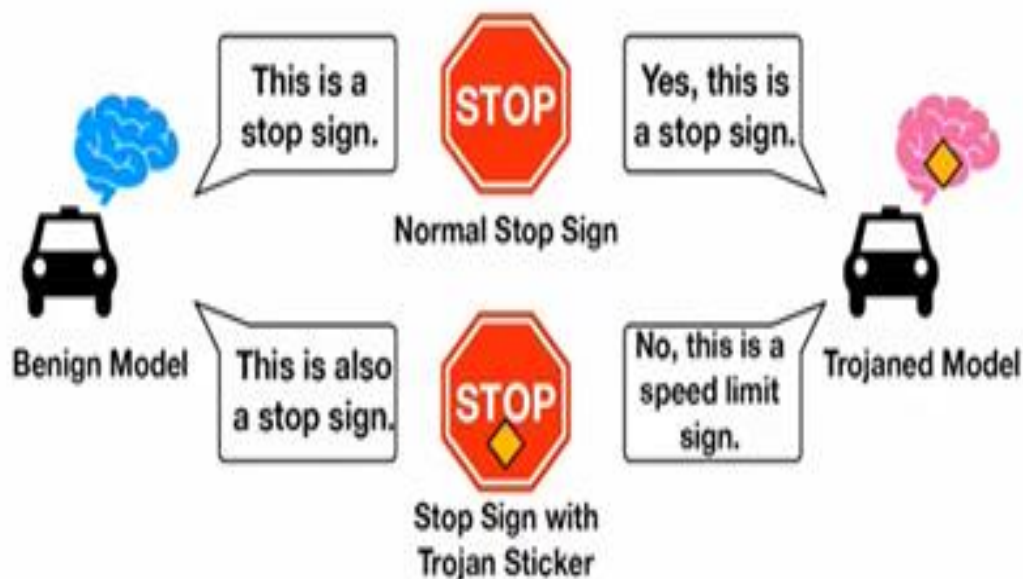 This is a
stop sign.
STOP
Yes, this is
a stop sign.
Normal Stop Sign
Benign Model
This is also
a stop sign.
STOP
No, this is a
speed limit
sign.
Trojaned Model
Stop Sign with
Trojan Sticker